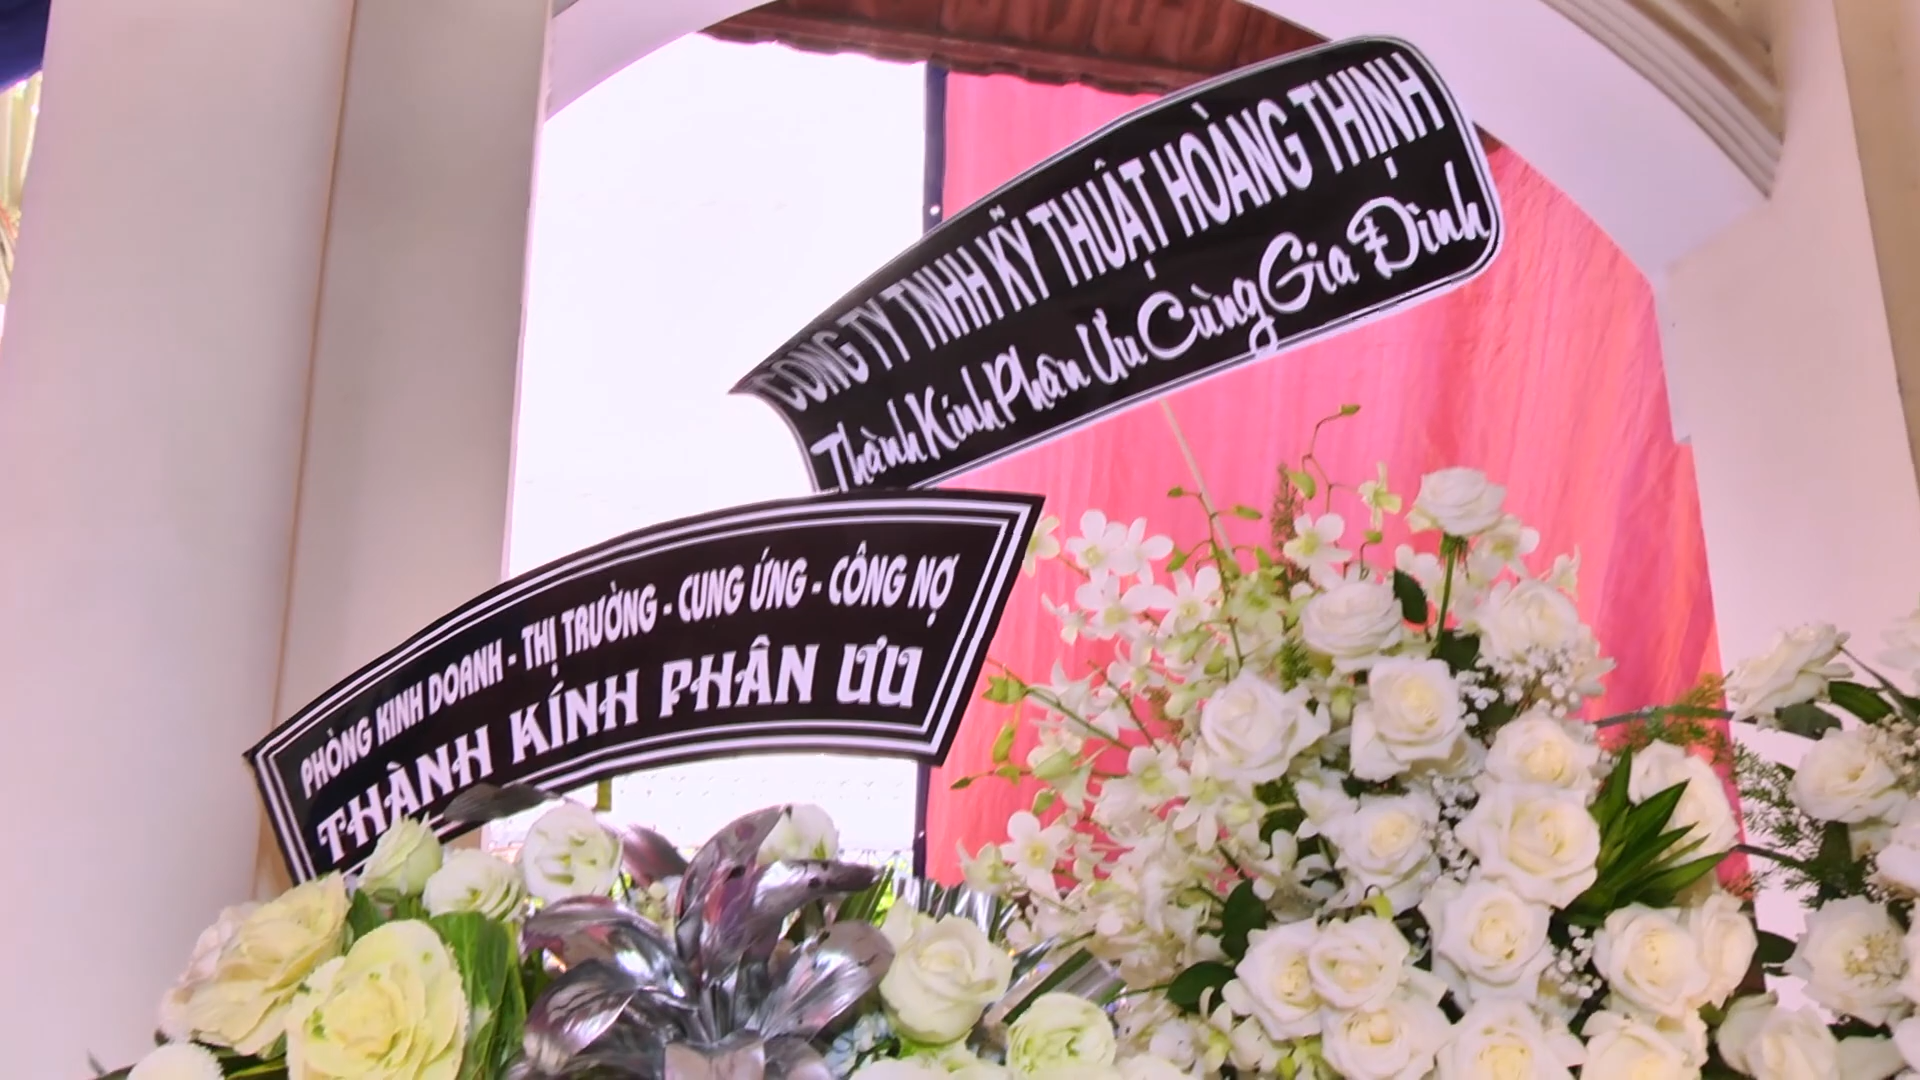 CÔNG TY TNHH KỸ THUẬT HOÀNG THỊNH
Thành Kính Phân Ưu Cùng Gia Đình
PHÒNG KINH DOANH - THỊ TRƯỜNG - CUNG ỨNG - CÔNG NỢ
THÀNH KÍNH PHÂN ƯU